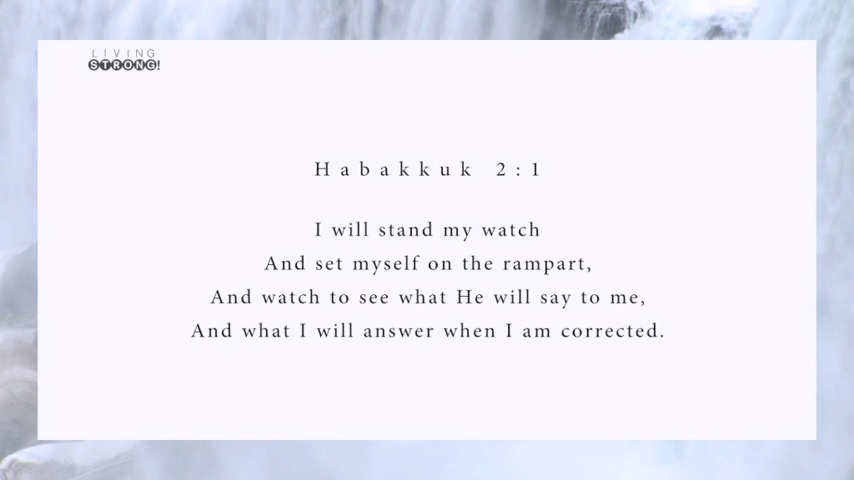 LIVING
STRONG!
Habakkuk 2:1
I will stand my watch
And set myself on the rampart,
And watch to see what He will say to me,
And what I will answer when I am corrected.